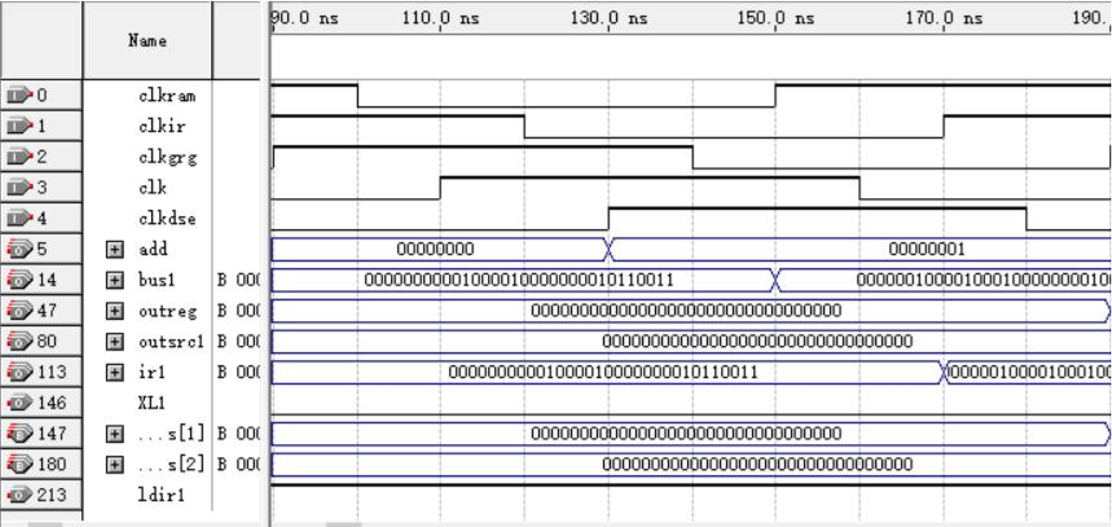 Name
90.0 ns 110.0 ns 130.0 ns 150.0 ns 170.0 ns 190.
0 clkram
1 clkir
2 clkgrg
3 clk
4 clkdse
5 add 00000000 00000001
14 bus1 B 000 00000000001000010000000010110011 00000010000100010000000010
47 outreg B 000 00000000000000000000000000000000
80 outsrc1 B 000 00000000000000000000000000000000
113 ir1 B 000 00000000001000010000000010110011 000000100001000100
146 XL1
147 ...s[1] B 000 00000000000000000000000000000000
180 ...s[2] B 000 00000000000000000000000000000000
213 ldir1